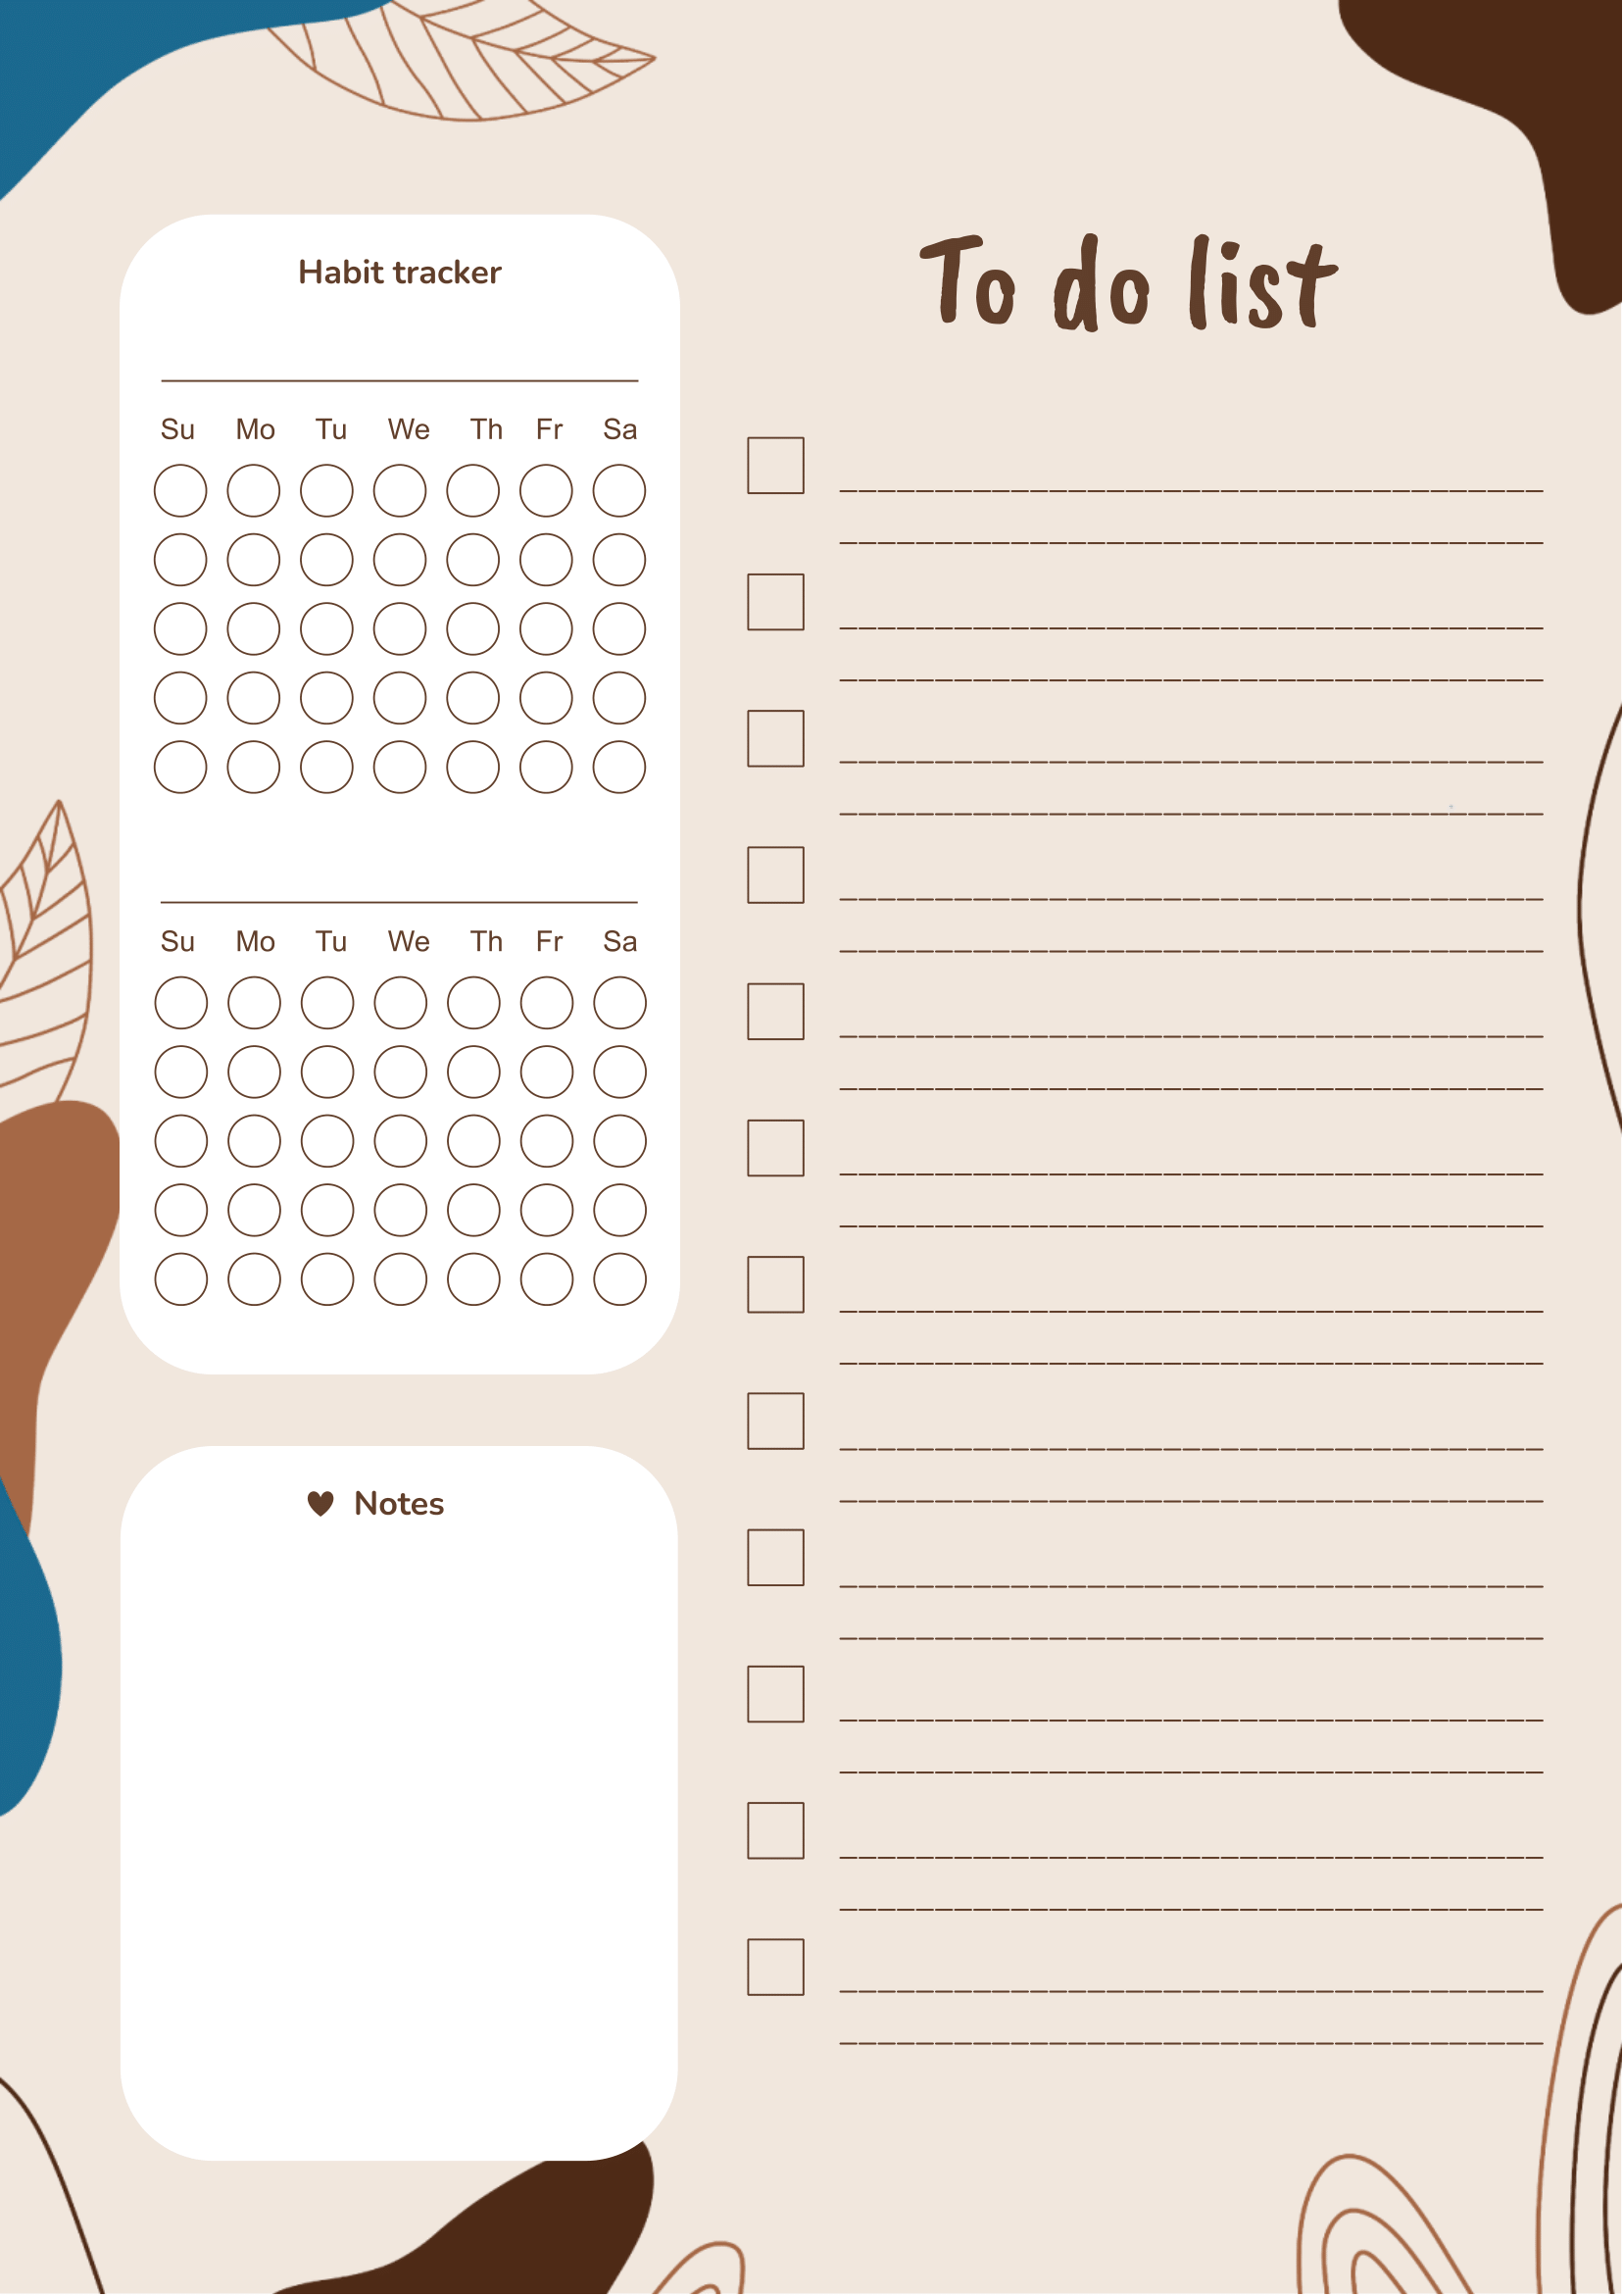 Habit tracker
Su Mo Tu We Th Fr Sa
Su Mo Tu We Th Fr Sa
Notes
To do list